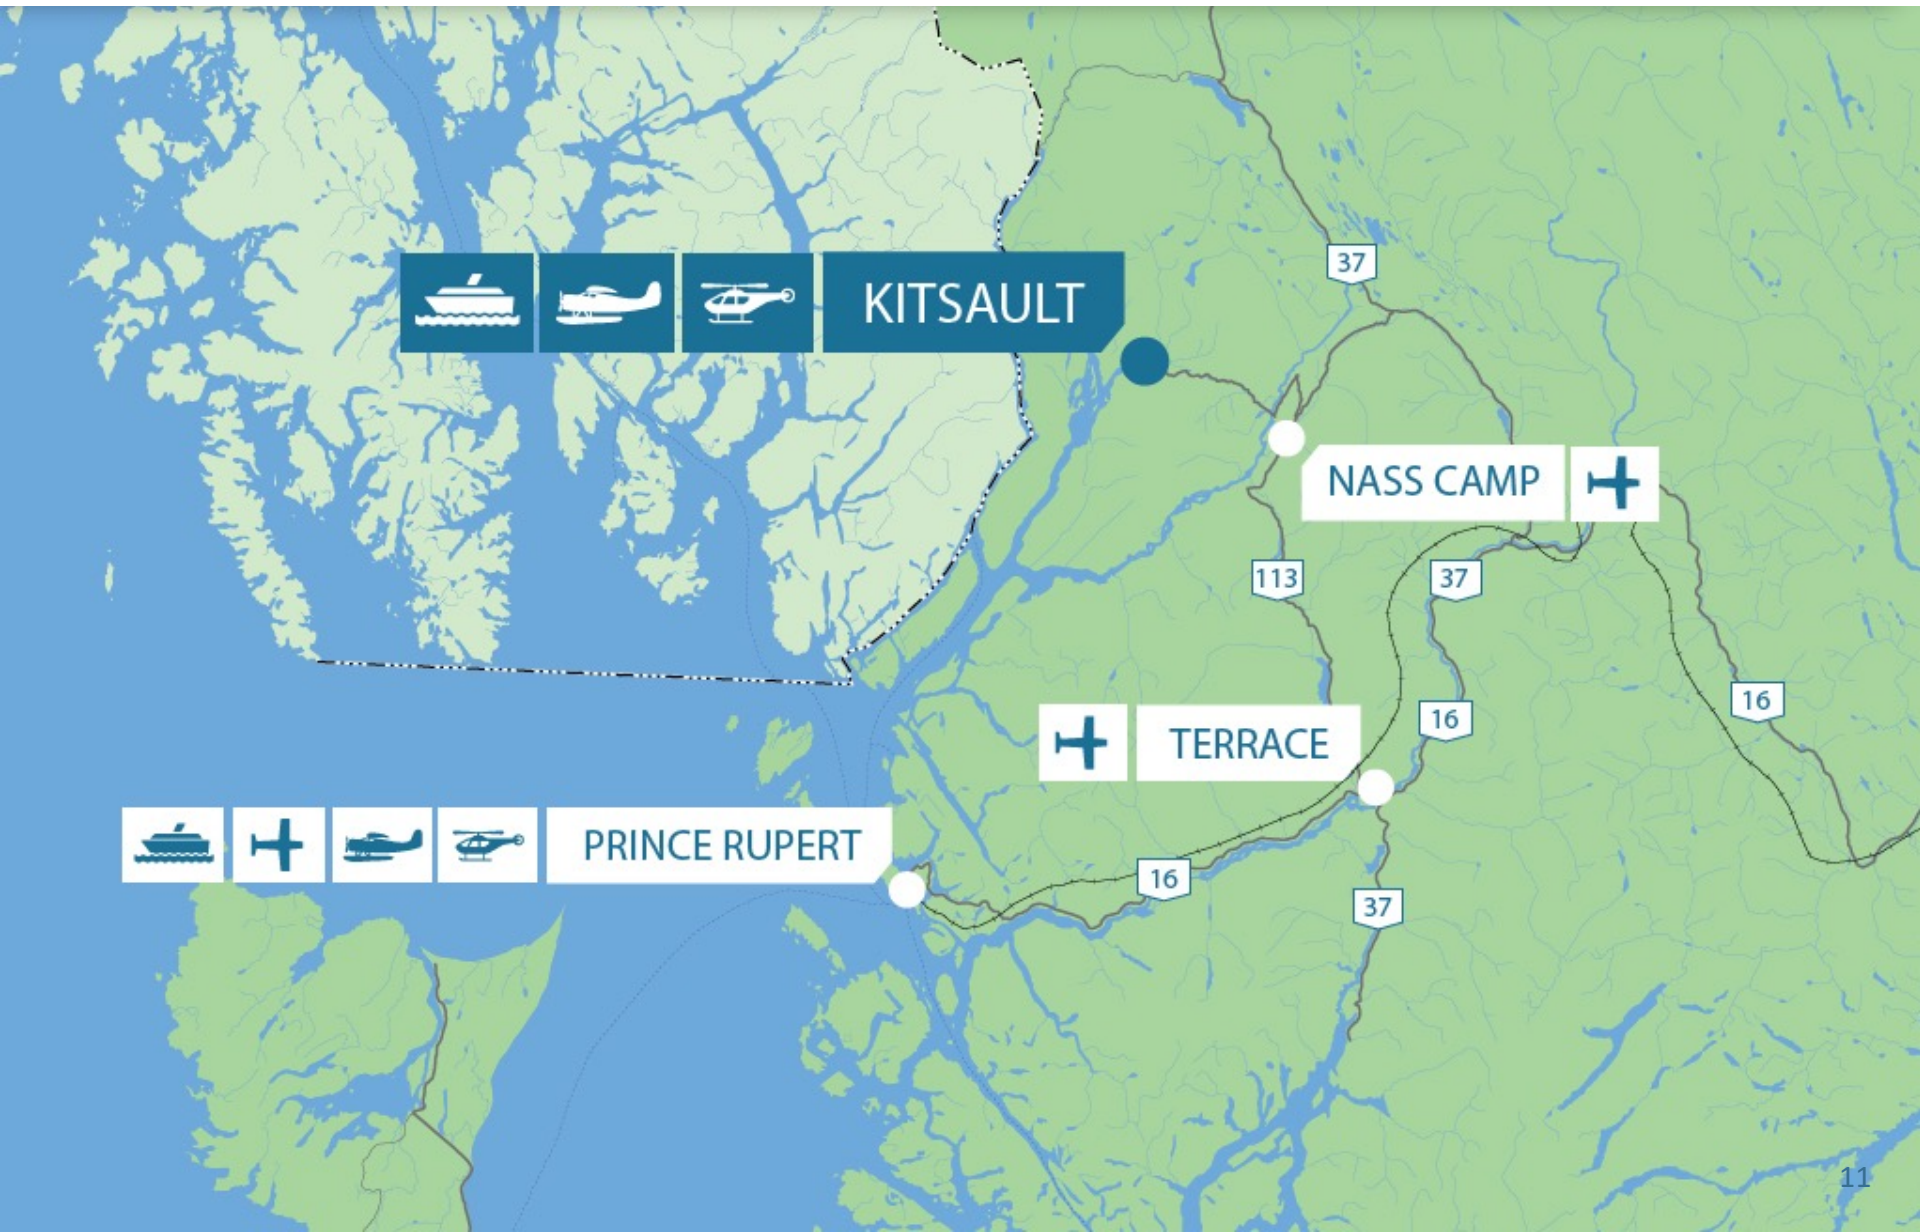 37
KITSAULT
NASS CAMP
113
37
16
16
TERRACE
PRINCE RUPERT
16
37
11